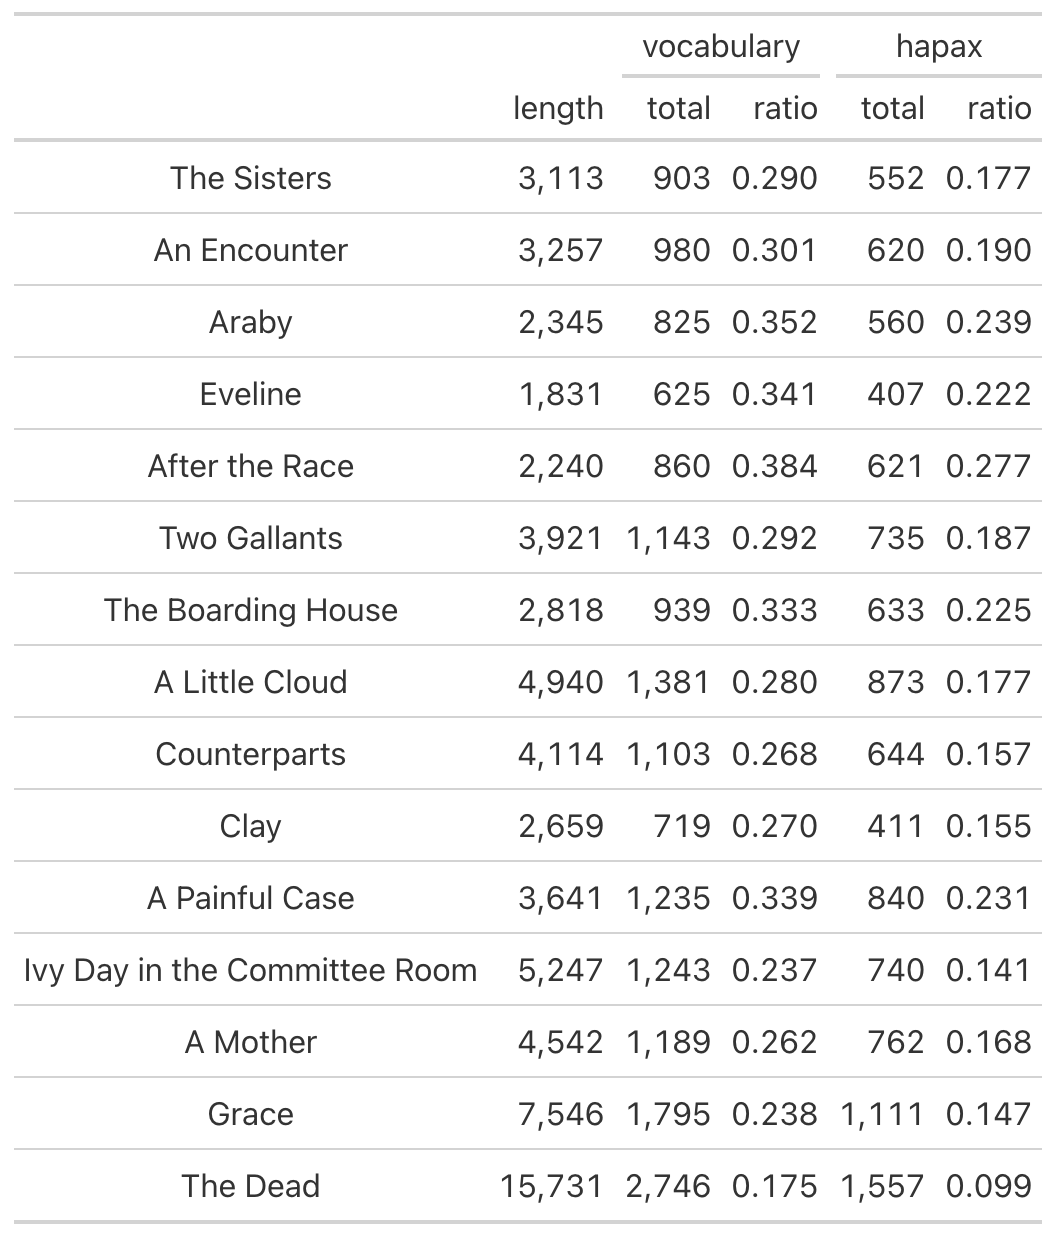 vocabulary hapax
length total ratio total ratio
The Sisters 3,113 903 0.290 552 0.177
An Encounter 3,257 980 0.301 620 0.190
Araby 2,345 825 0.352 560 0.239
Eveline 1,831 625 0.341 407 0.222
After the Race 2,240 860 0.384 621 0.277
Two Gallants 3,921 1,143 0.292 735 0.187
The Boarding House 2,818 939 0.333 633 0.225
A Little Cloud 4,940 1,381 0.280 873 0.177
Counterparts 4,114 1,103 0.268 644 0.157
Clay 2,659 719 0.270 411 0.155
A Painful Case 3,641 1,235 0.339 840 0.231
Ivy Day in the Committee Room 5,247 1,243 0.237 740 0.141
A Mother 4,542 1,189 0.262 762 0.168
Grace 7,546 1,795 0.238 1,111 0.147
The Dead 15,731 2,746 0.175 1,557 0.099